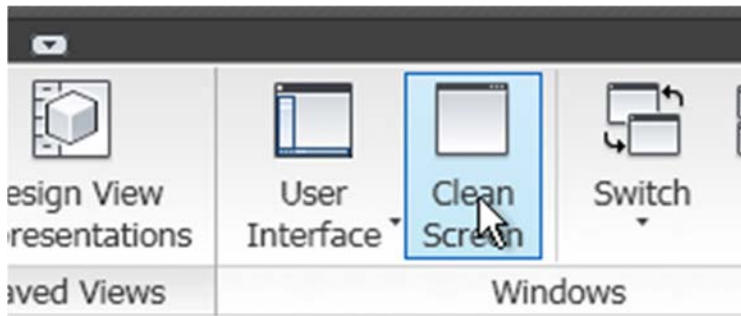 esign View
resentations
User
Interface
Clean
Screen
Switch
aved Views
Windows